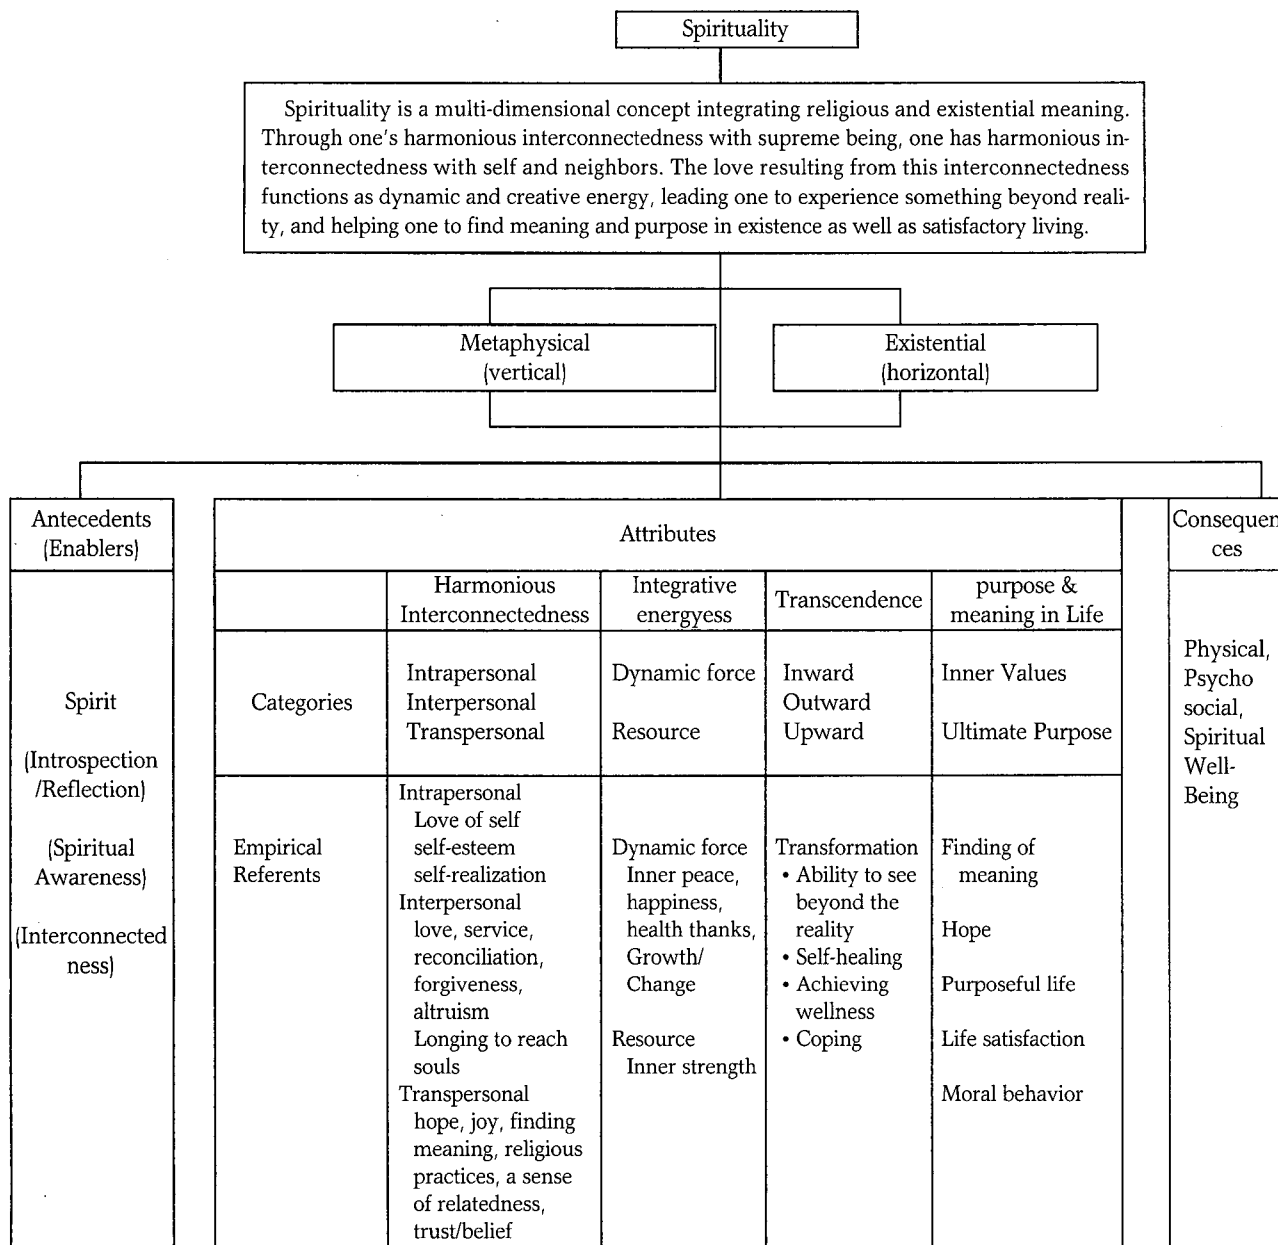 Spirituality
Spirituality is a multi-dimensional concept integrating religious and existential meaning.
Through one's harmonious interconnectedness with supreme being, one has harmonious in-
terconnectedness with self and neighbors. The love resulting from this interconnectedness
functions as dynamic and creative energy, leading one to experience something beyond reali-
ty, and helping one to find meaning and purpose in existence as well as satisfactory living.
Metaphysical
(vertical)
Existential
(horizontal)
Antecedents
(Enablers)
Spirit
(Introspection
/Reflection)
(Spiritual
Awareness)
(Interconnected
ness)
Attributes
Harmonious
Interconnectedness
Integrative
energyess
Transcendence
purpose &
meaning in Life
Categories
Intrapersonal
Interpersonal
Transpersonal
Dynamic force
Resource
Inward
Outward
Upward
Inner Values
Ultimate Purpose
Empirical
Referents
Intrapersonal
Love of self
self-esteem
self-realization
Interpersonal
love, service,
reconciliation,
forgiveness,
altruism
Longing to reach
souls
Transpersonal
hope, joy, finding
meaning, religious
practices, a sense
of relatedness,
trust/belief
Dynamic force
Inner peace,
happiness,
health thanks,
Growth/
Change
Resource
Inner strength
Transformation
• Ability to see
beyond the
reality
• Self-healing
• Achieving
wellness
• Coping
Finding of
meaning
Hope
Purposeful life
Life satisfaction
Moral behavior
Consequen
ces
Physical,
Psycho
social,
Spiritual
Well-
Being